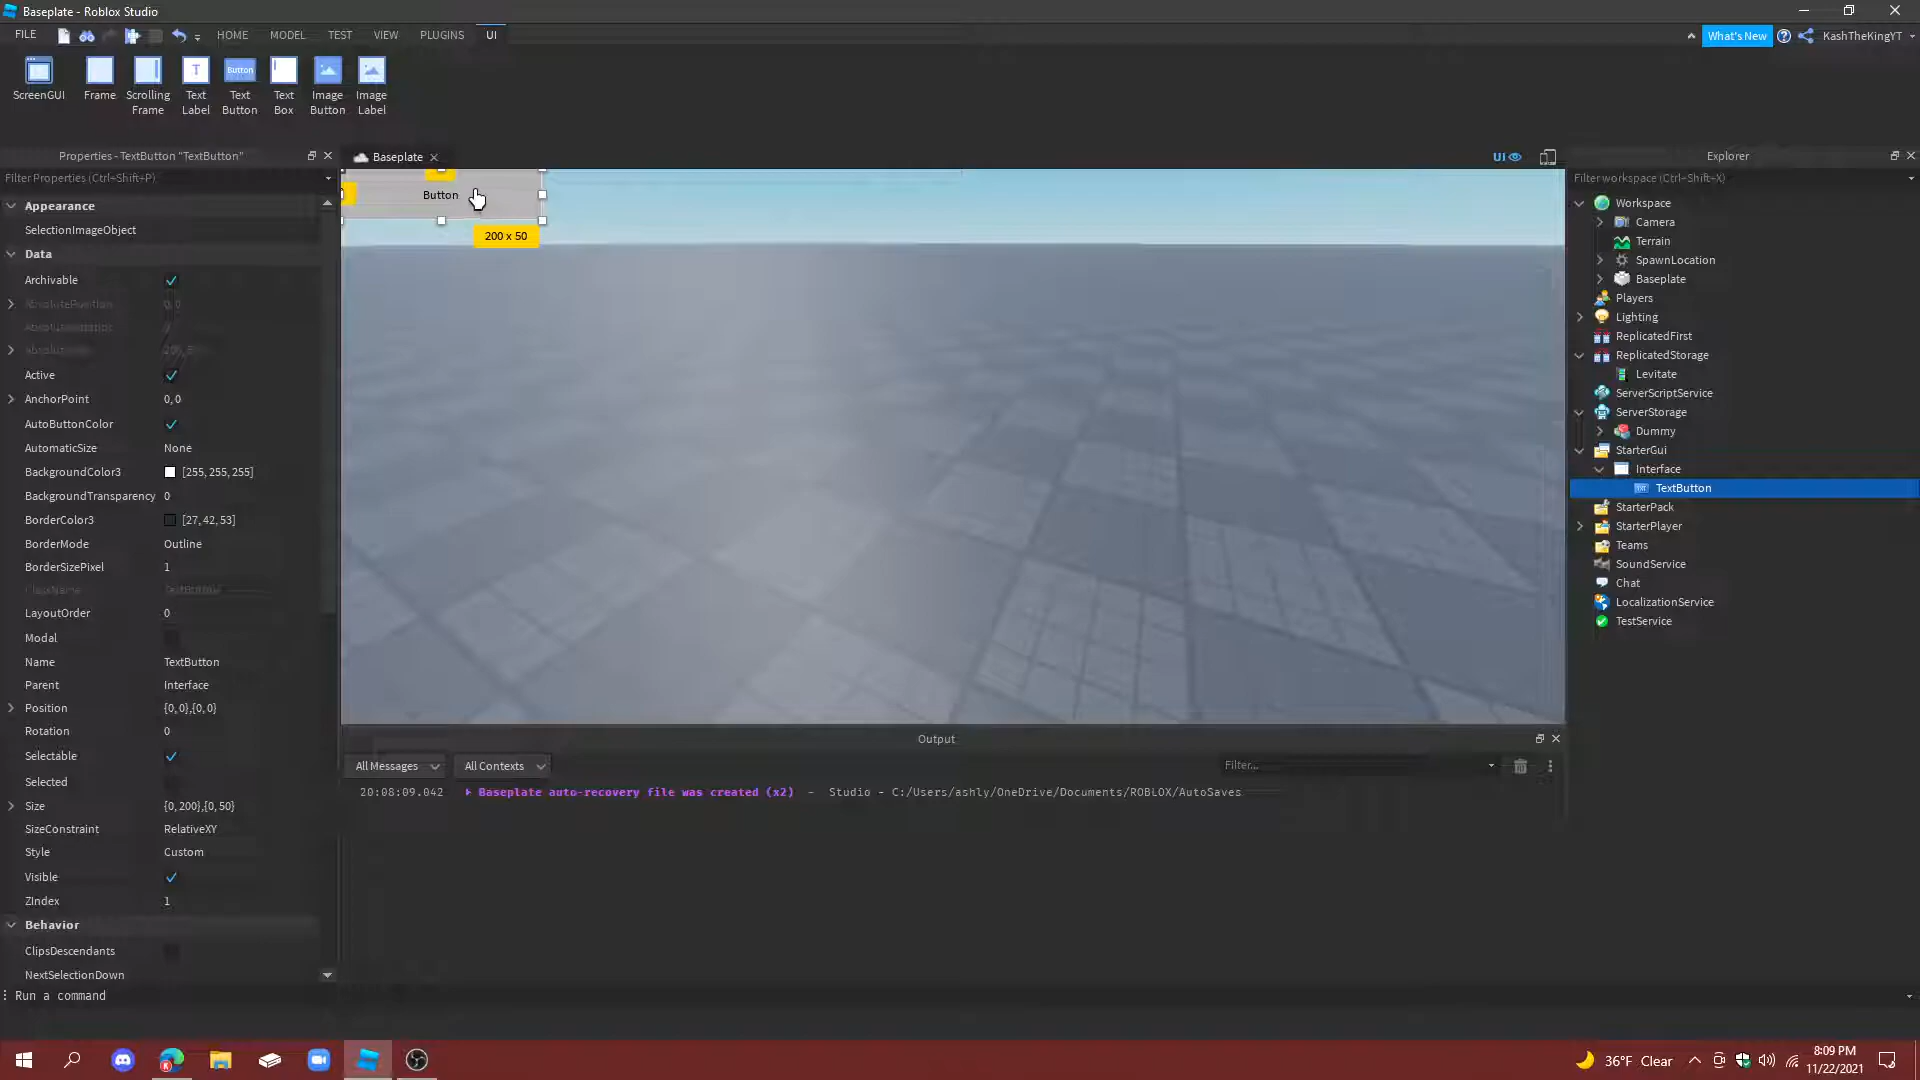 Baseplate - Roblox Studio
FILE
HOME
MODEL
TEST
VIEW
PLUGINS
UI
What's New
KashTheKingYT
ScreenGUI
Frame
Scrolling
Frame
Text
Label
Button
Text
Button
Text
Box
Image
Button
Image
Label
Properties - TextButton "TextButton"
Filter Properties (Ctrl+Shift+P)
Appearance
SelectionImageObject
Data
Archivable
AbsolutePosition 0, 0
Active
AnchorPoint 0, 0
AutoButtonColor
AutomaticSize None
BackgroundColor3 [255, 255, 255]
BackgroundTransparency 0
BorderColor3 [27, 42, 53]
BorderMode Outline
BorderSizePixel 1
ClassName TextButton
LayoutOrder 0
Modal
Name TextButton
Parent Interface
Position {0, 0},{0, 0}
Rotation 0
Selectable
Selected
Size {0, 200},{0, 50}
SizeConstraint RelativeXY
Style Custom
Visible
ZIndex 1
Behavior
ClipsDescendants
NextSelectionDown
Run a command
Baseplate
UI
Button
200 x 50
Output
All Messages
All Contexts
Filter...
20:08:09.042 Baseplate auto-recovery file was created (x2) - Studio - C:/Users/ashly/OneDrive/Documents/ROBLOX/AutoSaves
Explorer
Filter workspace (Ctrl+Shift+X)
Workspace
Camera
Terrain
SpawnLocation
Baseplate
Players
Lighting
ReplicatedFirst
ReplicatedStorage
Levitate
ServerScriptService
ServerStorage
Dummy
StarterGui
Interface
TextButton
StarterPack
StarterPlayer
Teams
SoundService
Chat
LocalizationService
TestService
36°F Clear
8:09 PM
11/22/2021